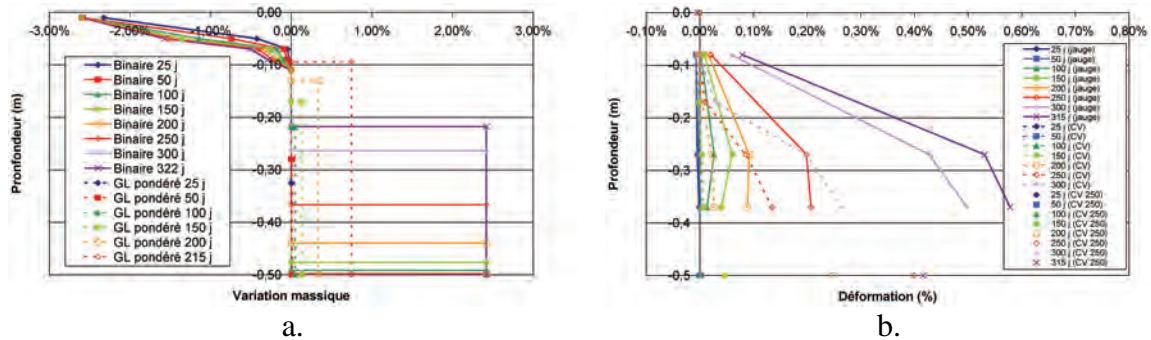 0,00
-3,00% -2,00% -1,00% 0,00% 1,00% 2,00% 3,00%
Binaire 25 j
Binaire 50 j
Binaire 100 j
Binaire 150 j
Binaire 200 j
Binaire 250 j
Binaire 300 j
Binaire 322 j
GL pondéré 25 j
GL pondéré 50 j
GL pondéré 100 j
GL pondéré 150 j
GL pondéré 200 j
GL pondéré 215 j
-0,10
-0,20
-0,30
-0,40
-0,50
Pronfondeur (m)
Variation massique
a.
0,0
-0,10% 0,00% 0,10% 0,20% 0,30% 0,40% 0,50% 0,60% 0,70% 0,80%
-0,1
-0,2
-0,3
-0,4
-0,5
Profondeur (m)
25 j (jauge)
50 j (jauge)
100 j (jauge)
150 j (jauge)
200 j (jauge)
250 j (jauge)
300 j (jauge)
315 j (jauge)
25 j (CV)
50 j (CV)
100 j (CV)
150 j (CV)
200 j (CV)
250 j (CV)
300 j (CV)
25 j (CV 250)
50 j (CV 250)
100 j (CV 250)
150 j (CV 250)
200 j (CV 250)
250 j (CV 250)
300 j (CV 250)
315 j (CV 250)
Déformation (%)
b.